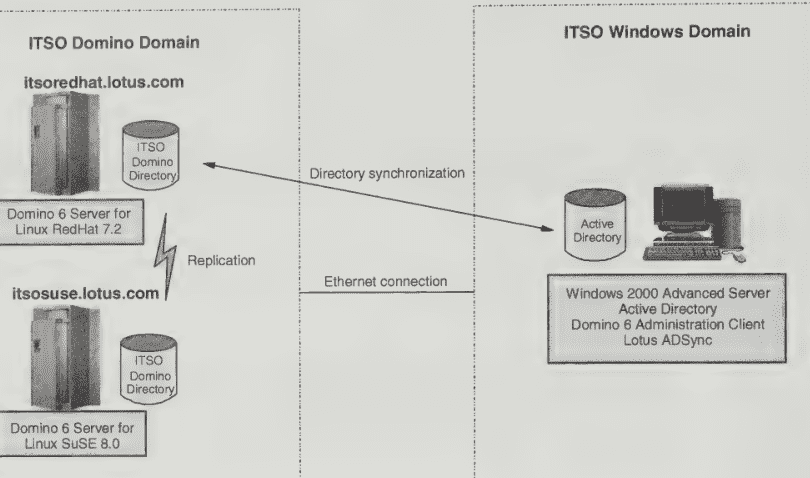 ITSO Domino Domain
itsoredhat.lotus.com
ITSO
Domino
Directory
Domino 6 Server for
Linux RedHat 7.2
Replication
itsosuse.lotus.com
ITSO
Domino
Directory
Domino 6 Server for
Linux SuSE 8.0
Directory synchronization
Ethernet connection
ITSO Windows Domain
Active
Directory
Windows 2000 Advanced Server
Active Directory
Domino 6 Administration Client
Lotus ADSync